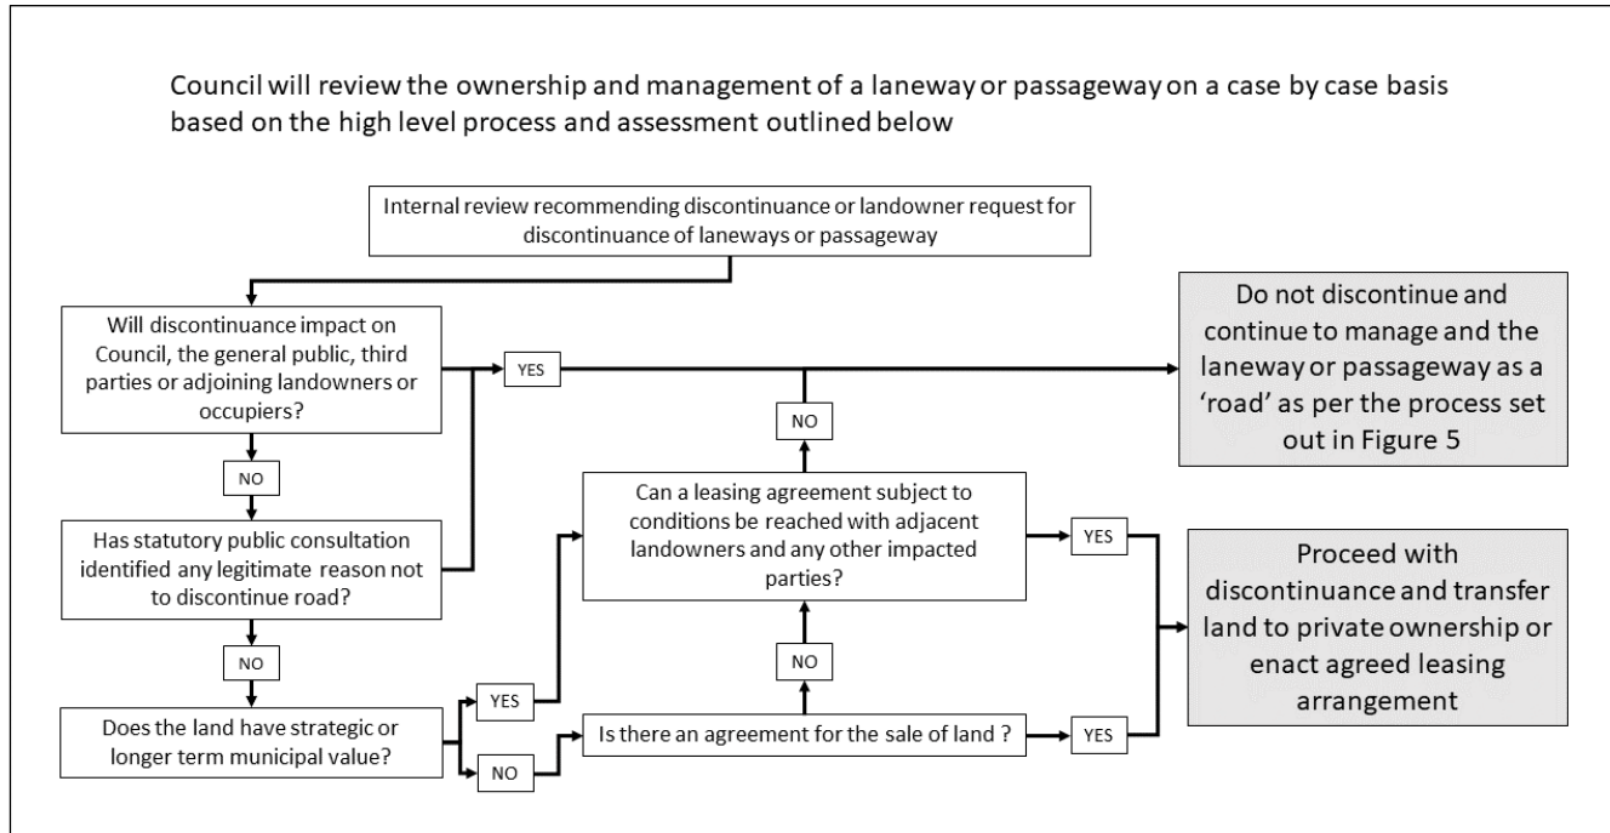 Council will review the ownership and management of a laneway or passageway on a case by case basis
based on the high level process and assessment outlined below
Internal review recommending discontinuance or landowner request for
discontinuance of laneways or passageway
Will discontinuance impact on
Council, the general public, third
parties or adjoining landowners or
occupiers?
YES
Do not discontinue and
continue to manage and the
laneway or passageway as a
‘road’ as per the process set
out in Figure 5
NO
NO
Has statutory public consultation
identified any legitimate reason not
to discontinue road?
Can a leasing agreement subject to
conditions be reached with adjacent
landowners and any other impacted
parties?
YES
Proceed with
discontinuance and transfer
land to private ownership or
enact agreed leasing
arrangement
NO
NO
Does the land have strategic or
longer term municipal value?
YES
NO
Is there an agreement for the sale of land ?
YES